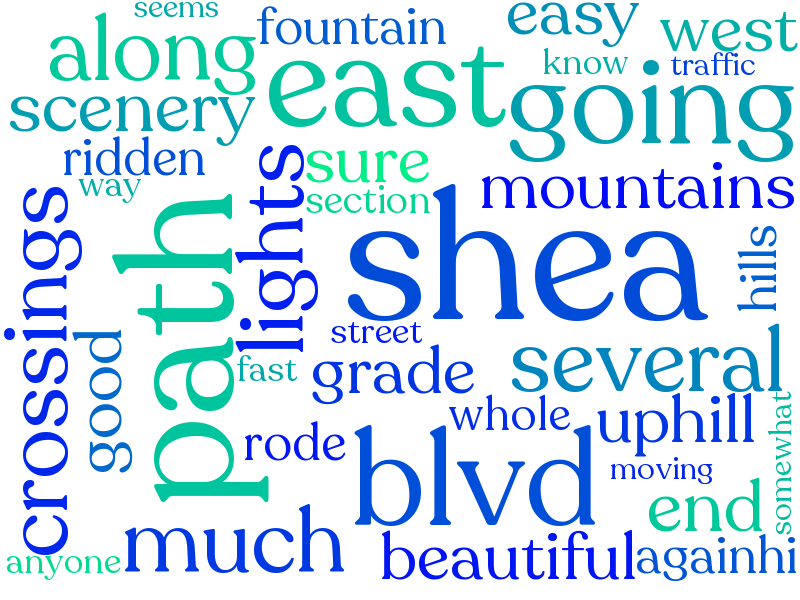 seems
fountain
easy
along
west
east
know
traffic
scenery
going
ridden
sure
way
section
mountains
lights
crossings
path
shea
hills
street
good
fast
grade
several
whole
uphill
somewhat
rode
blvd
moving
end
much
beautiful
againhi
anyone